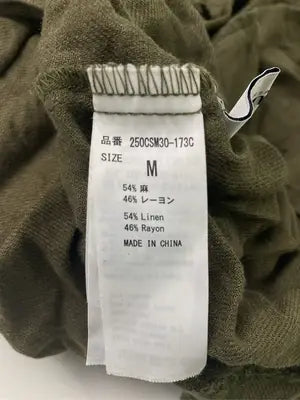 品番 250CSM30-173C
SIZE
M
54% 麻
46% レーヨン
54% Linen
46% Rayon
MADE IN CHINA